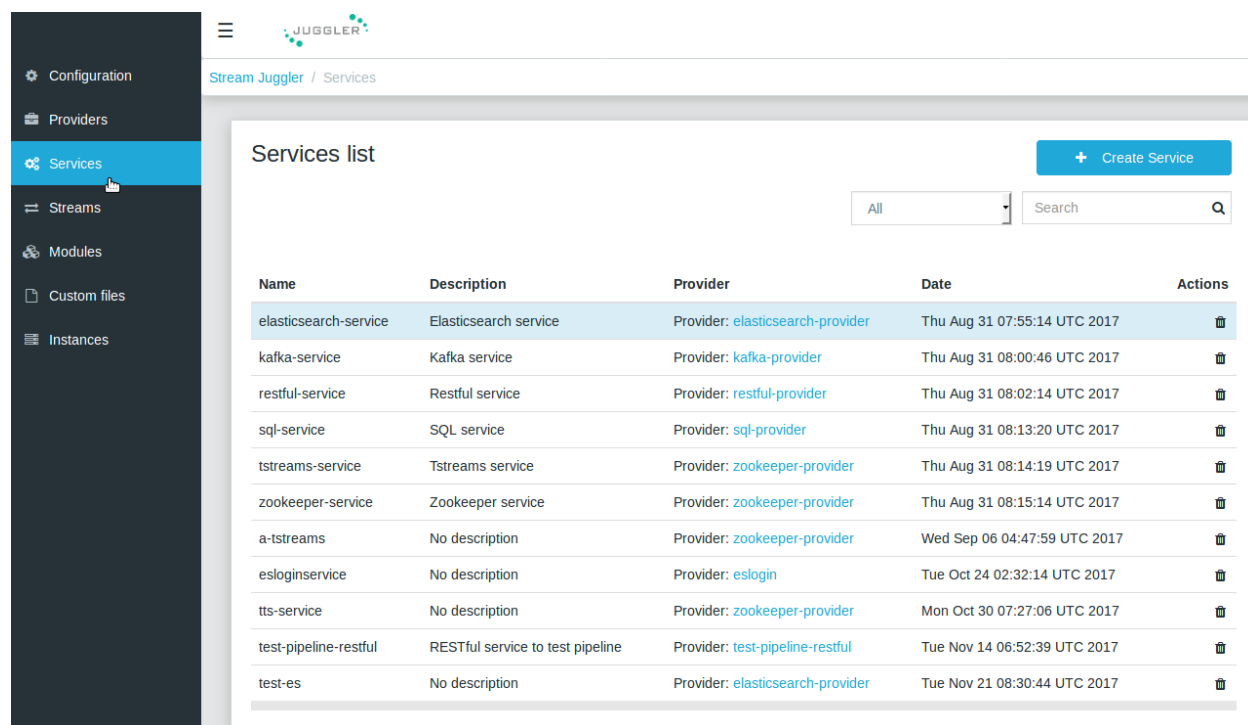 JUGGLER
Configuration
Stream Juggler / Services
Providers
Services
Streams
Modules
Custom files
Instances
Services list
+ Create Service
All
Search
Name Description Provider Date Actions
elasticsearch-service Elasticsearch service Provider: elasticsearch-provider Thu Aug 31 07:55:14 UTC 2017
kafka-service Kafka service Provider: kafka-provider Thu Aug 31 08:00:46 UTC 2017
restful-service Restful service Provider: restful-provider Thu Aug 31 08:02:14 UTC 2017
sql-service SQL service Provider: sql-provider Thu Aug 31 08:13:20 UTC 2017
tstreams-service Tstreams service Provider: zookeeper-provider Thu Aug 31 08:14:19 UTC 2017
zookeeper-service Zookeeper service Provider: zookeeper-provider Thu Aug 31 08:15:14 UTC 2017
a-tstreams No description Provider: zookeeper-provider Wed Sep 06 04:47:59 UTC 2017
esloginservice No description Provider: eslogin Tue Oct 24 02:32:14 UTC 2017
tts-service No description Provider: zookeeper-provider Mon Oct 30 07:27:06 UTC 2017
test-pipeline-restful RESTful service to test pipeline Provider: test-pipeline-restful Tue Nov 14 06:52:39 UTC 2017
test-es No description Provider: elasticsearch-provider Tue Nov 21 08:30:44 UTC 2017